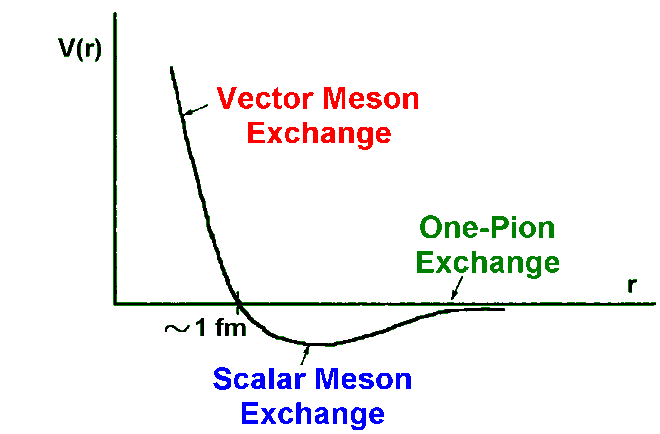 V(r)
Vector Meson
Exchange
One-Pion
Exchange
r
~1 fm
Scalar Meson
Exchange